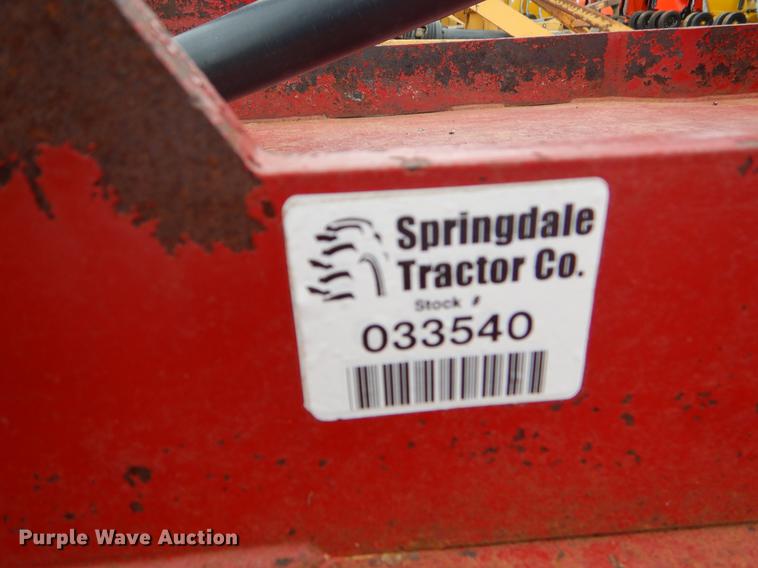 Springdale
Tractor Co.
Stock #
033540
Purple Wave Auction